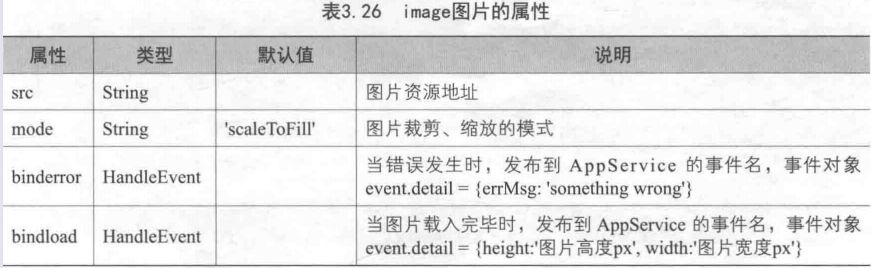 表3.26 image图片的属性
属性 类型 默认值 说明
src String 图片资源地址
mode String 'scaleToFill' 图片裁剪、缩放的模式
binderror HandleEvent 当错误发生时，发布到 AppService 的事件名，事件对象
event.detail = {errMsg: 'something wrong'}
bindload HandleEvent 当图片载入完毕时，发布到 AppService 的事件名，事件对象
event.detail = {height:'图片高度px', width:'图片宽度px'}